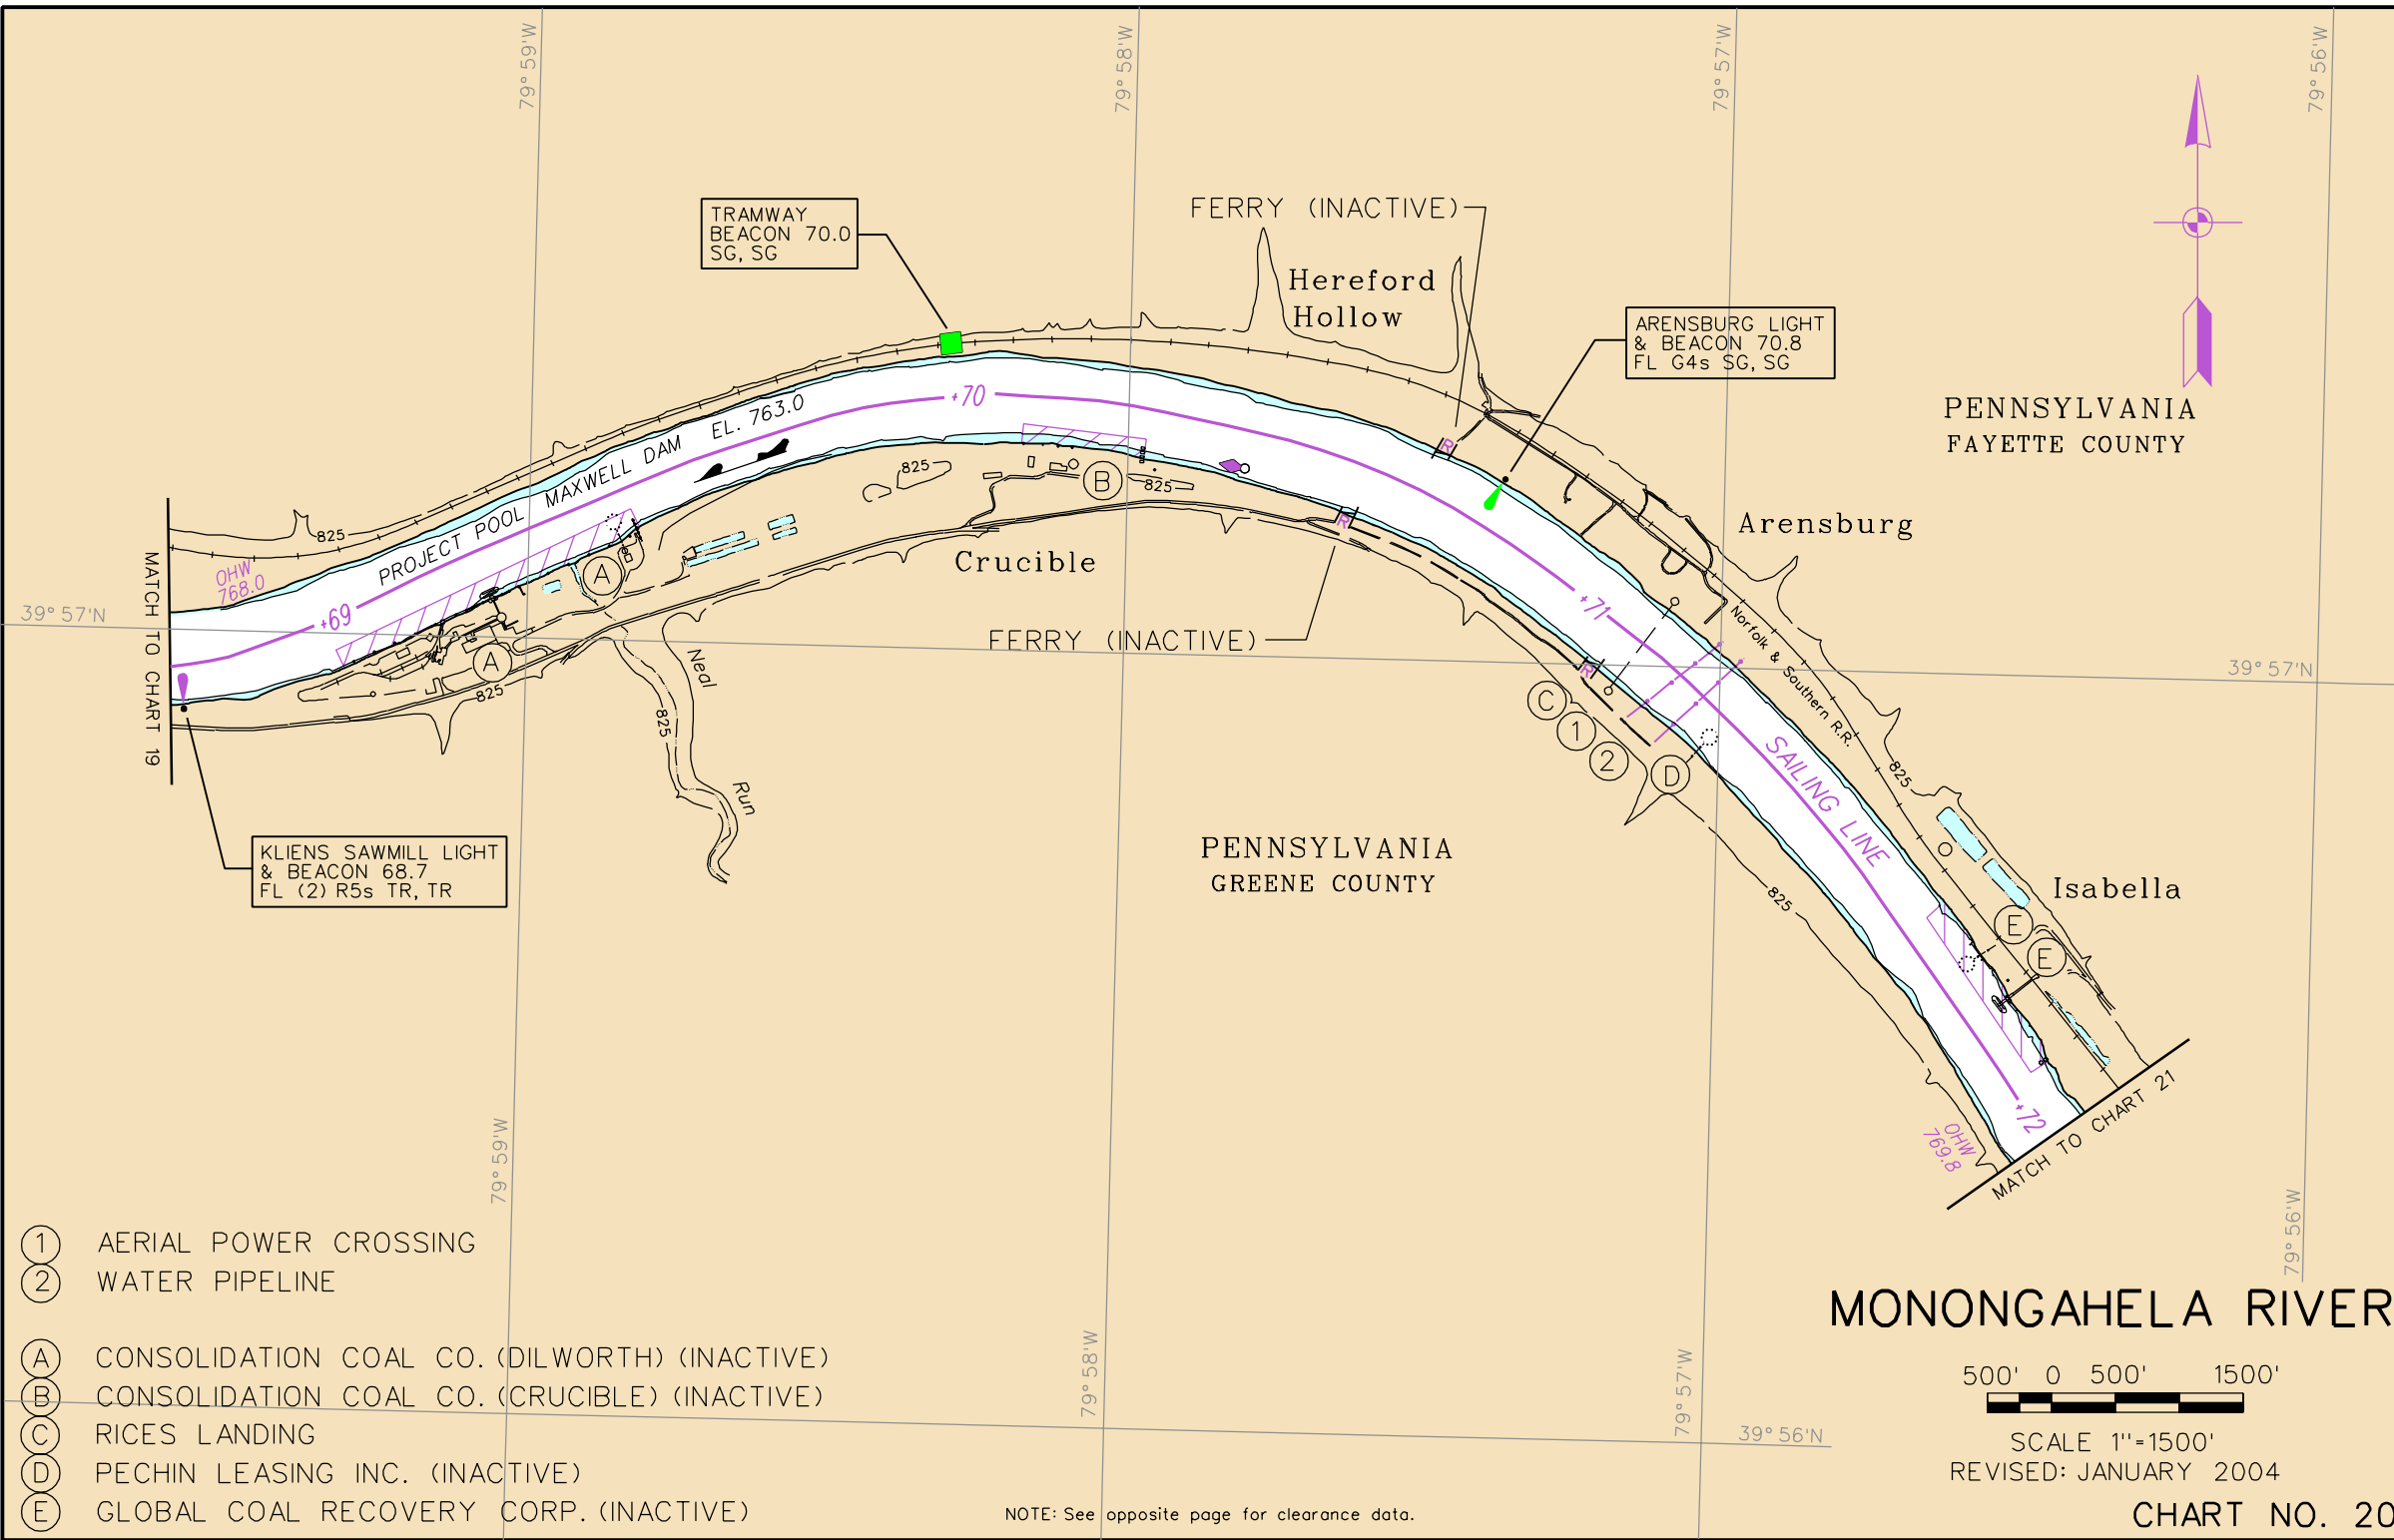 79° 59'W
79° 58'W
79° 57'W
79° 56'W
TRAMWAY
BEACON 70.0
SG, SG
FERRY (INACTIVE)
Hereford
Hollow
ARENSBURG LIGHT
& BEACON 70.8
FL G4s SG, SG
PENNSYLVANIA
FAYETTE COUNTY
+70
PROJECT POOL MAXWELL DAM EL. 763.0
R
825
825
B
825
Arensburg
R
Crucible
MATCH TO CHART 19
OHW
768.0
A
39° 57'N
+69
+71
FERRY (INACTIVE)
Norfolk & Southern R.R.
39° 57'N
A
825
Neal
Run
825
R
C
1
2
D
SAILING LINE
825
KLIENS SAWMILL LIGHT
& BEACON 68.7
FL (2) R5s TR, TR
PENNSYLVANIA
GREENE COUNTY
825
Isabella
E
E
+72
OHW
769.8
MATCH TO CHART 21
79° 59'W
79° 58'W
79° 57'W
79° 56'W
1 AERIAL POWER CROSSING
2 WATER PIPELINE
A CONSOLIDATION COAL CO. (DILWORTH) (INACTIVE)
B CONSOLIDATION COAL CO. (CRUCIBLE) (INACTIVE)
C RICES LANDING
D PECHIN LEASING INC. (INACTIVE)
E GLOBAL COAL RECOVERY CORP. (INACTIVE)
39° 56'N
NOTE: See opposite page for clearance data.
MONONGAHELA RIVER
500' 0 500' 1500'
SCALE 1"=1500'
REVISED: JANUARY 2004
CHART NO. 20